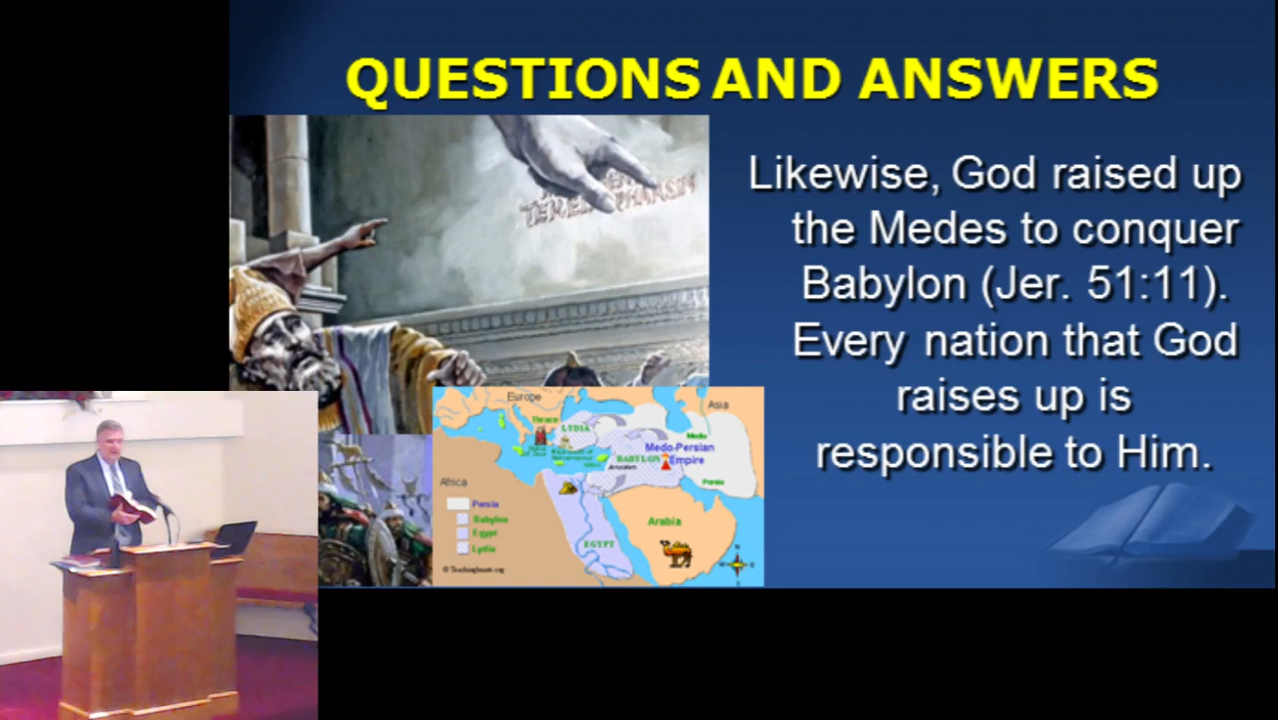 QUESTIONS AND ANSWERS
Likewise, God raised up
the Medes to conquer
Babylon (Jer. 51:11).
Every nation that God
raises up is
responsible to Him.
Europe
Asia
Thrace
LYDIA
Media
Medo-Persian
Empire
BABYLON
Jerusalem
Persia
Africa
Persia
Babylon
Egypt
Lydia
Arabia
EGYPT